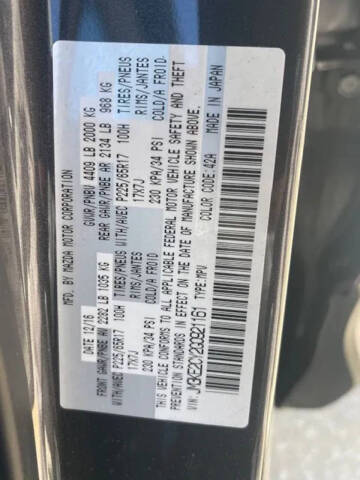 MFD. BY MAZDA MOTOR CORPORATION
DATE: 12/16 GVWR/PNBV 4409 LB 2000 KG
FRONT GAWR/PNBE AV 2282 LB 1035 KG REAR GAWR/PNBE AR 2134 LB 968 KG
WITH/AVEC P225/65R17 100H TIRES/PNEUS WITH/AVEC P225/65R17 100H TIRES/PNEUS
17X7J RIMS/JANTES 17X7J RIMS/JANTES
230 KPA/34 PSI COLD/A FROID 230 KPA/34 PSI COLD/A FROID.
THIS VEHICLE CONFORMS TO ALL APPLICABLE FEDERAL MOTOR VEHICLE SAFETY AND THEFT
PREVENTION STANDARDS IN EFFECT ON THE DATE OF MANUFACTURE SHOWN ABOVE.
VIN: TYPE: MPV COLOR CODE: 42A MADE IN JAPAN